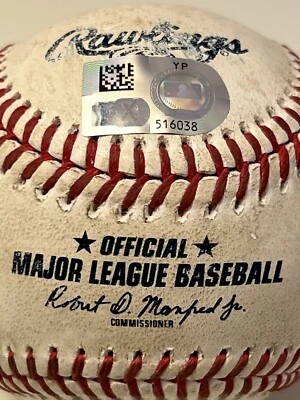 Rawlings
YP
516038
★ OFFICIAL ★
MAJOR LEAGUE BASEBALL
Robert D. Manfred Jr.
COMMISSIONER